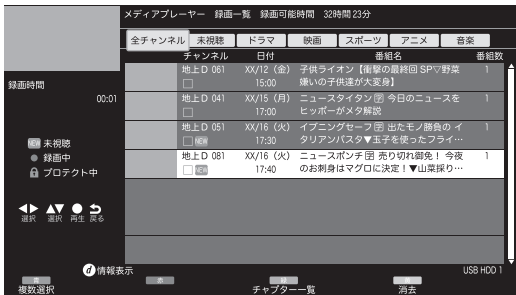 メディアプレーヤー 録画一覧 録画可能時間 32時間23分
全チャンネル 未視聴 ドラマ 映画 スポーツ アニメ 音楽
チャンネル 日付 番組名 番組数
地上D 061 XX/12（金） 子供ライオン【衝撃の最終回 SP▽野菜 1
15:00 嫌いの子供達が大変身】
地上D 041 XX/15（月） ニュースタイタン字 今日のニュースを 1
17:00 ヒッポーがメタ解説
地上D 051 XX/16（火） イブニングセーフ字 出たモノ勝負の イ 1
NEW 17:30 タリアンパスタ▼玉子を使ったフライ…
地上D 081 XX/16（火） ニュースポンチ字 売り切れ御免！ 今夜 1
NEW 17:40 のお刺身はマグロに決定！▼山菜採り…
録画時間
00:01
NEW 未視聴
録画中
プロテクト中
選択 選択 再生 戻る
d 情報表示 USB HDD 1
青 赤 緑 黄
複数選択 チャプター一覧 消去